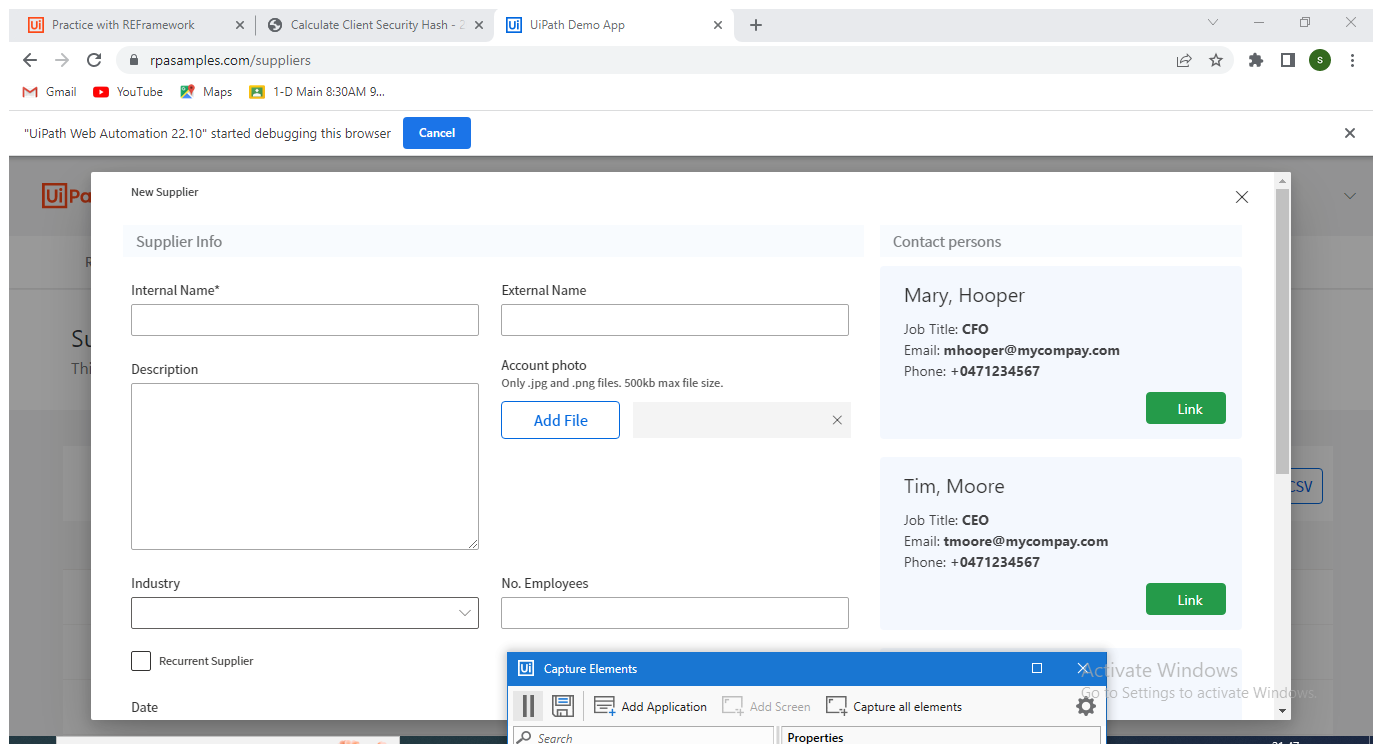 Practice with REFramework
Calculate Client Security Hash - 2
UiPath Demo App
rpasamples.com/suppliers
S
Gmail
YouTube
Maps
1-D Main 8:30AM 9...
"UiPath Web Automation 22.10" started debugging this browser
Cancel
Ui Pa
New Supplier
Supplier Info
Contact persons
Internal Name*
External Name
Mary, Hooper
Job Title: CFO
Email: mhooper@mycompay.com
Phone: +0471234567
Link
Su
Thi
Description
Account photo
Only .jpg and .png files. 500kb max file size.
Add File
Tim, Moore
Job Title: CEO
Email: tmoore@mycompay.com
Phone: +0471234567
Link
CSV
Industry
No. Employees
Recurrent Supplier
Date
Ui Capture Elements
Activate Windows
Go to Settings to activate Windows.
Add Application
Add Screen
Capture all elements
Search
Properties